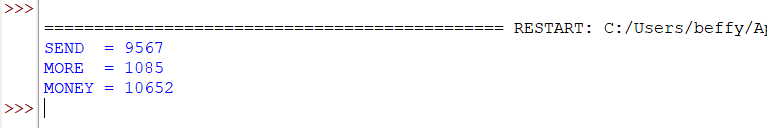 >>>
============================================== RESTART: C:/Users/beffy/Ap
SEND  = 9567
MORE  = 1085
MONEY = 10652
>>>